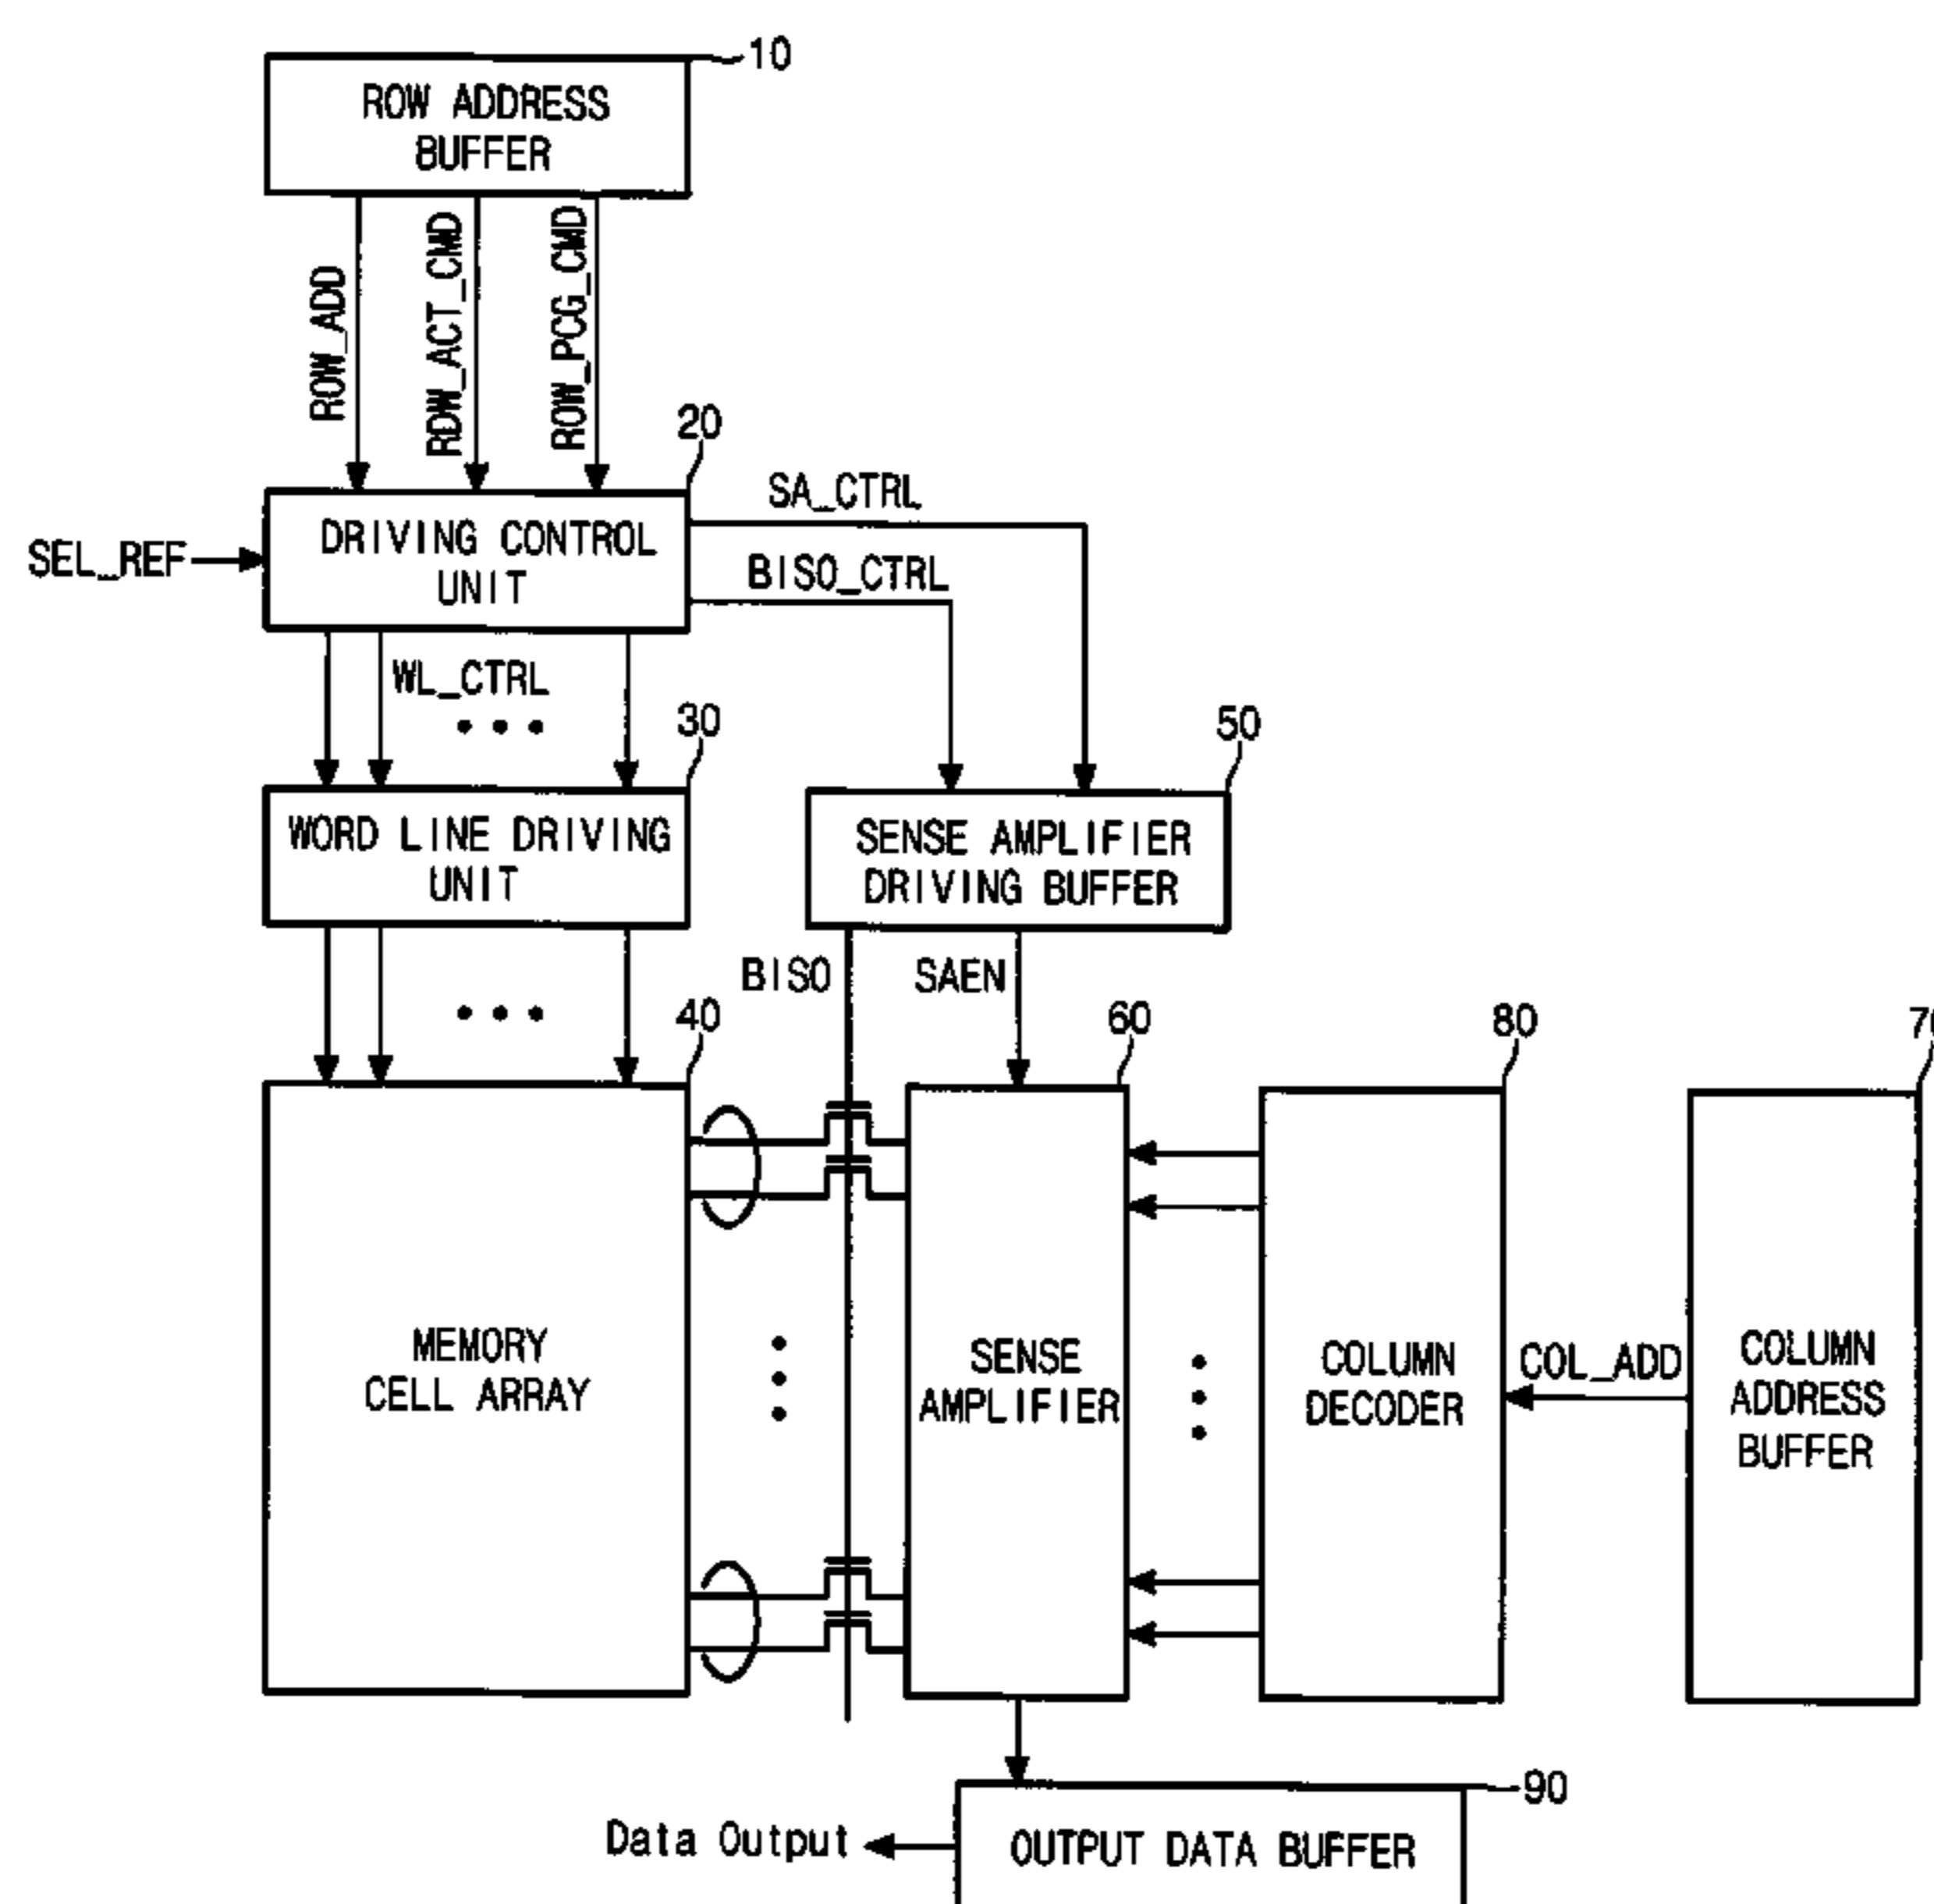 10
ROW ADDRESS
BUFFER
ROW_ADD
RDW_ACT_CMD
ROW_PCG_CMD
20
SA_CTRL
SEL_REF
DRIVING CONTROL
UNIT
BISO_CTRL
WL_CTRL
30
50
WORD LINE DRIVING
UNIT
SENSE AMPLIFIER
DRIVING BUFFER
BISO
SAEN
40
60
80
MEMORY
CELL ARRAY
SENSE
AMPLIFIER
COLUMN
DECODER
COL_ADD
COLUMN
ADDRESS
BUFFER
90
Data Output
OUTPUT DATA BUFFER